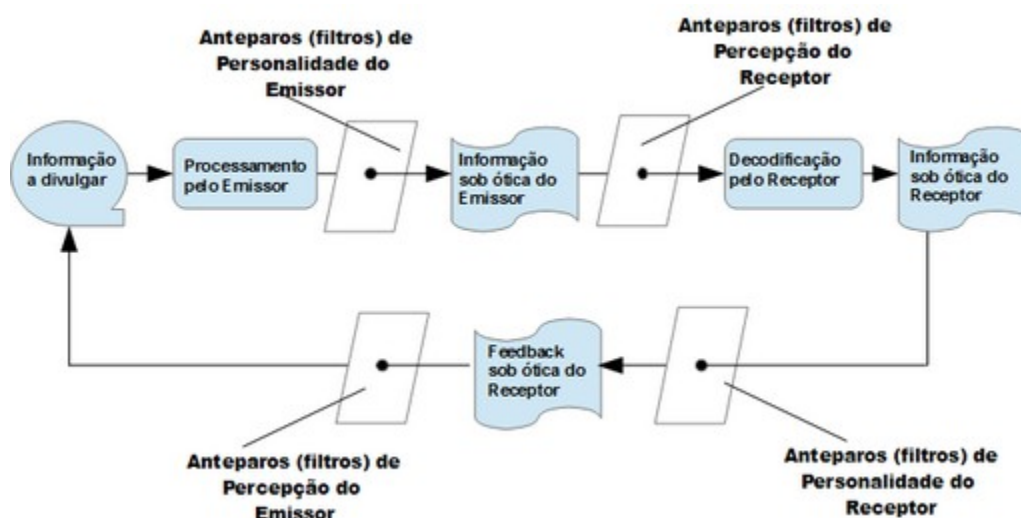 Anteparos (filtros) de
Personalidade do
Emissor
Anteparos (filtros) de
Percepção do
Receptor
Informação
a divulgar
Processamento
pelo Emissor
Informação
sob ótica do
Emissor
Decodificação
pelo Receptor
Informação
sob ótica do
Receptor
Feedback
sob ótica do
Receptor
Anteparos (filtros) de
Percepção do
Emissor
Anteparos (filtros) de
Personalidade do
Receptor